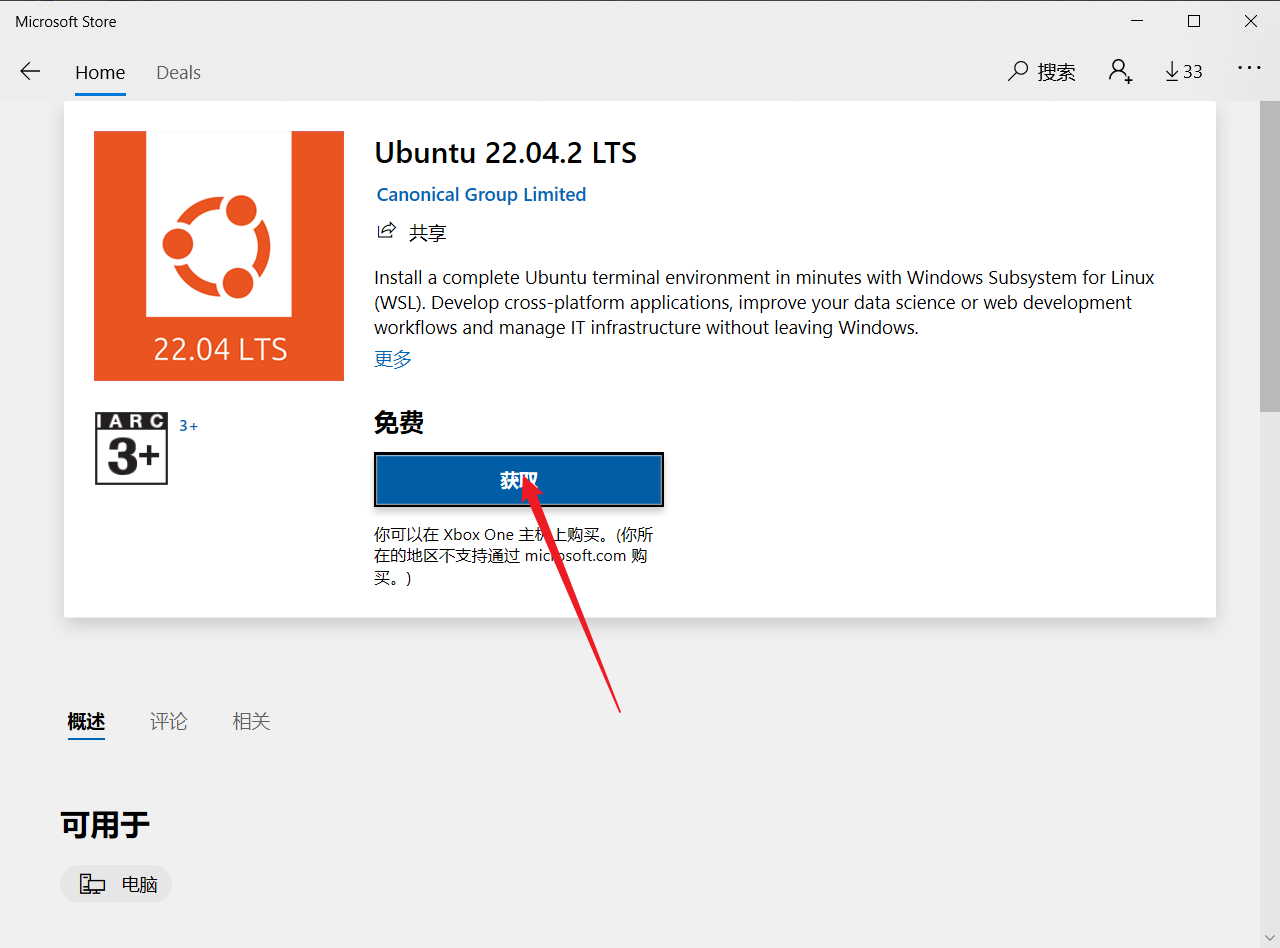 Microsoft Store
Home
Deals
搜索
33
Ubuntu 22.04.2 LTS
Canonical Group Limited
共享
Install a complete Ubuntu terminal environment in minutes with Windows Subsystem for Linux
(WSL). Develop cross-platform applications, improve your data science or web development
workflows and manage IT infrastructure without leaving Windows.
更多
22.04 LTS
IARC
3+
3+
免费
获取
你可以在 Xbox One 主机上购买。(你所
在的地区不支持通过 microsoft.com 购
买。)
概述
评论
相关
可用于
电脑